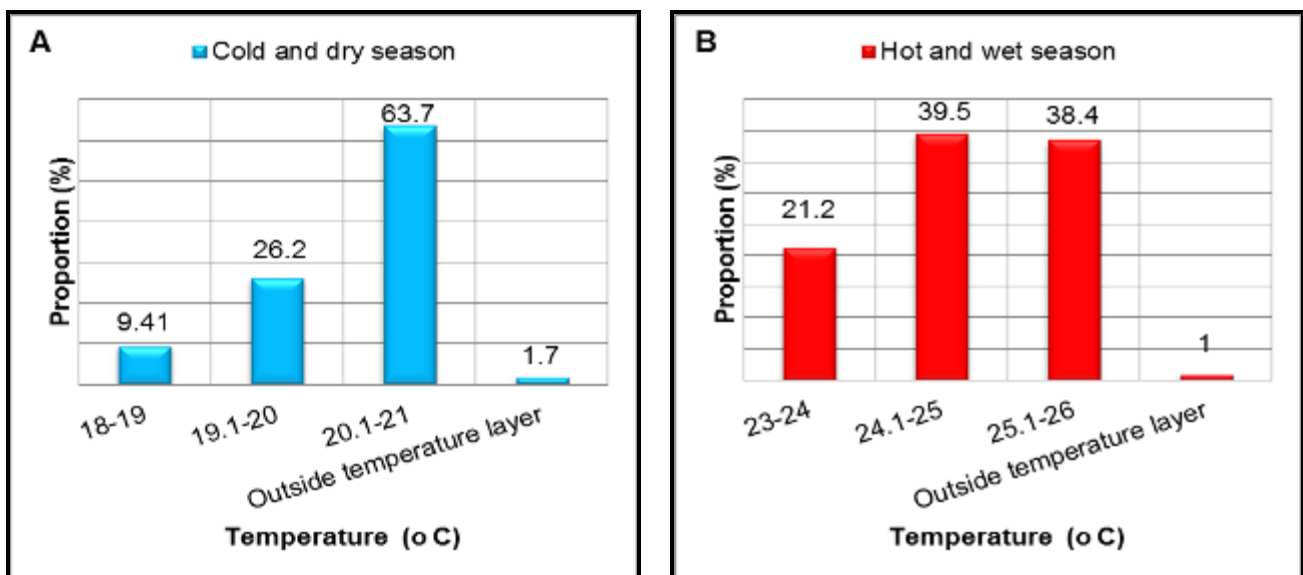 A
Cold and dry season
Proportion (%)
63.7
26.2
9.41
1.7
18-19
19.1-20
20.1-21
Outside temperature layer
Temperature (o C)
B
Hot and wet season
Proportion (%)
39.5
38.4
21.2
1
23-24
24.1-25
25.1-26
Outside temperature layer
Temperature (o C)